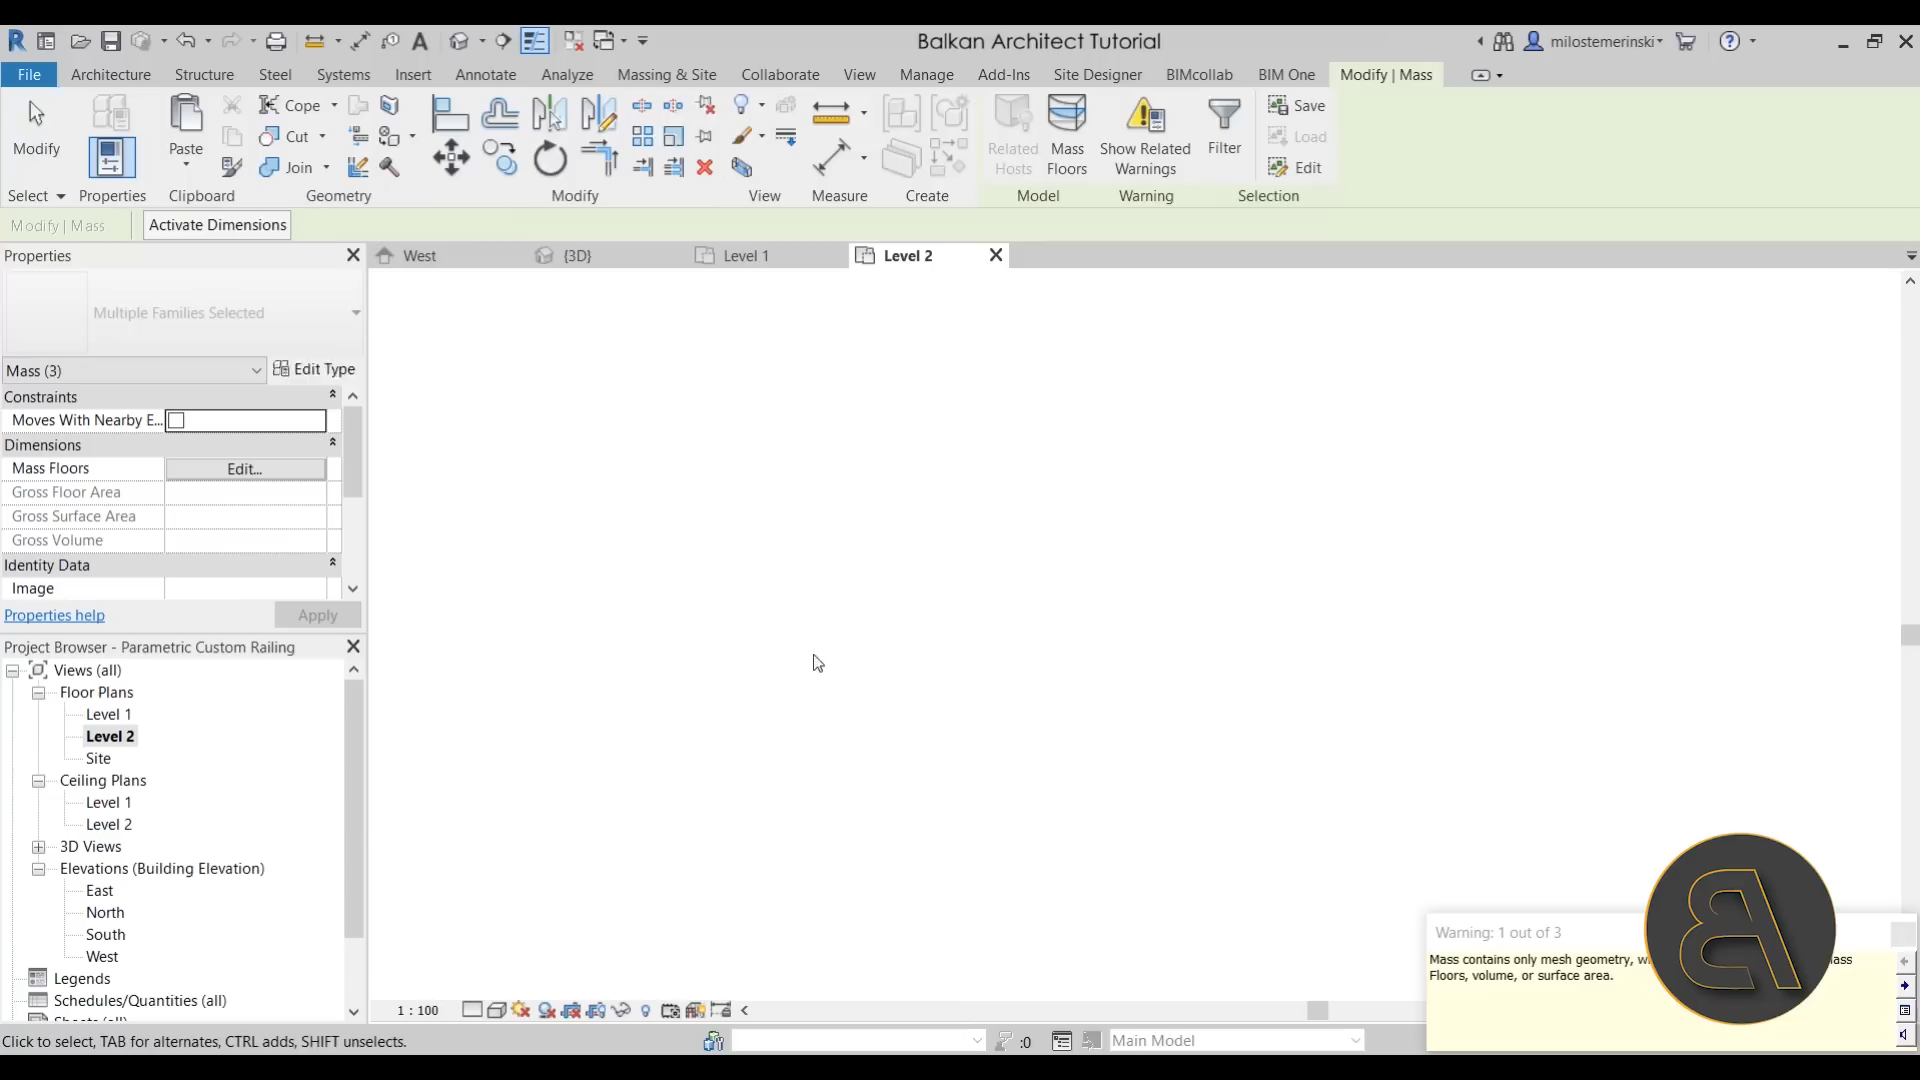 Balkan Architect Tutorial
milostemerinski
File Architecture Structure Steel Systems Insert Annotate Analyze Massing & Site Collaborate View Manage Add-Ins Site Designer BIMcollab BIM One Modify | Mass
Modify
Paste
Cope
Cut
Join
Related Hosts
Mass Floors
Show Related Warnings
Filter
Save
Load
Edit
Select Properties Clipboard Geometry Modify View Measure Create Model Warning Selection
Modify | Mass Activate Dimensions
Properties
West {3D} Level 1 Level 2
Multiple Families Selected
Mass (3) Edit Type
Constraints
Moves With Nearby E...
Dimensions
Mass Floors Edit...
Gross Floor Area
Gross Surface Area
Gross Volume
Identity Data
Image
Properties help Apply
Project Browser - Parametric Custom Railing
Views (all)
Floor Plans
Level 1
Level 2
Site
Ceiling Plans
Level 1
Level 2
3D Views
Elevations (Building Elevation)
East
North
South
West
Legends
Schedules/Quantities (all)
1 : 100
Warning: 1 out of 3
Mass contains only mesh geometry,
Floors, volume, or surface area.
Click to select, TAB for alternates, CTRL adds, SHIFT unselects.
:0
Main Model